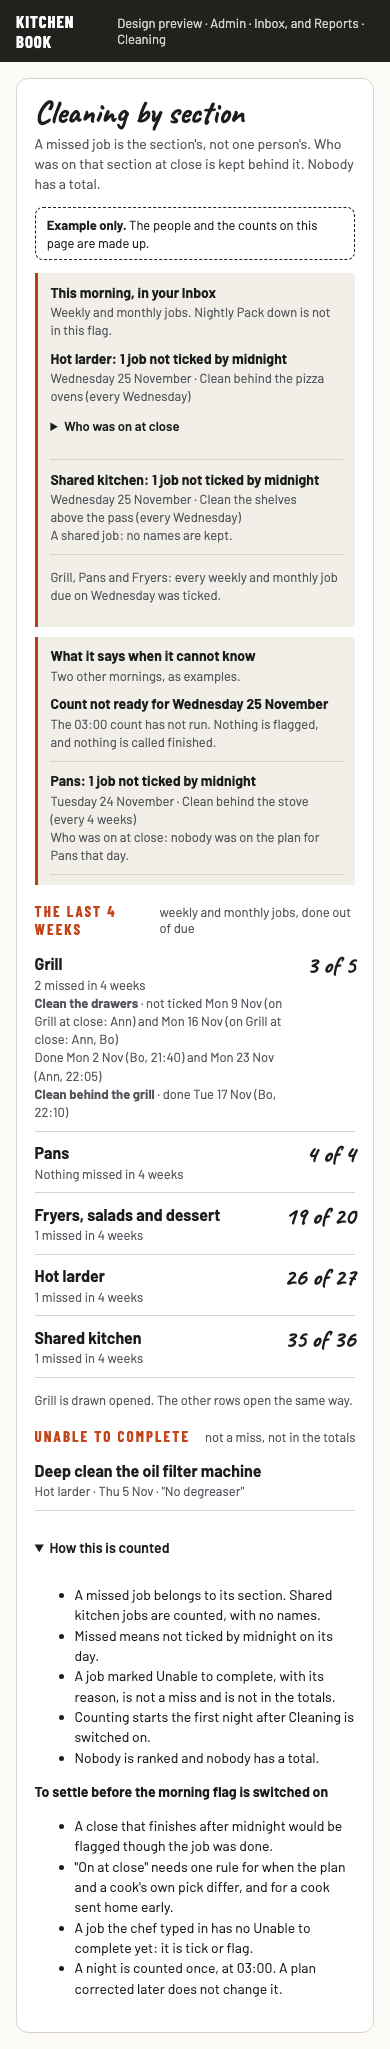 KITCHEN
BOOK
Design preview · Admin · Inbox, and Reports ·
Cleaning
Cleaning by section
A missed job is the section's, not one person's. Who
was on that section at close is kept behind it. Nobody
has a total.
Example only. The people and the counts on this
page are made up.
This morning, in your Inbox
Weekly and monthly jobs. Nightly Pack down is not
in this flag.
Hot larder: 1 job not ticked by midnight
Wednesday 25 November · Clean behind the pizza
ovens (every Wednesday)
Who was on at close
Shared kitchen: 1 job not ticked by midnight
Wednesday 25 November · Clean the shelves
above the pass (every Wednesday)
A shared job: no names are kept.
Grill, Pans and Fryers: every weekly and monthly job
due on Wednesday was ticked.
What it says when it cannot know
Two other mornings, as examples.
Count not ready for Wednesday 25 November
The 03:00 count has not run. Nothing is flagged,
and nothing is called finished.
Pans: 1 job not ticked by midnight
Tuesday 24 November · Clean behind the stove
(every 4 weeks)
Who was on at close: nobody was on the plan for
Pans that day.
THE LAST 4
WEEKS
weekly and monthly jobs, done out
of due
Grill
3 of 5
2 missed in 4 weeks
Clean the drawers · not ticked Mon 9 Nov (on
Grill at close: Ann) and Mon 16 Nov (on Grill at
close: Ann, Bo)
Done Mon 2 Nov (Bo, 21:40) and Mon 23 Nov
(Ann, 22:05)
Clean behind the grill · done Tue 17 Nov (Bo,
22:10)
Pans
4 of 4
Nothing missed in 4 weeks
Fryers, salads and dessert
19 of 20
1 missed in 4 weeks
Hot larder
26 of 27
1 missed in 4 weeks
Shared kitchen
35 of 36
1 missed in 4 weeks
Grill is drawn opened. The other rows open the same way.
UNABLE TO COMPLETE
not a miss, not in the totals
Deep clean the oil filter machine
Hot larder · Thu 5 Nov · "No degreaser"
How this is counted
A missed job belongs to its section. Shared
kitchen jobs are counted, with no names.
Missed means not ticked by midnight on its
day.
A job marked Unable to complete, with its
reason, is not a miss and is not in the totals.
Counting starts the first night after Cleaning is
switched on.
Nobody is ranked and nobody has a total.
To settle before the morning flag is switched on
A close that finishes after midnight would be
flagged though the job was done.
"On at close" needs one rule for when the plan
and a cook's own pick differ, and for a cook
sent home early.
A job the chef typed in has no Unable to
complete yet: it is tick or flag.
A night is counted once, at 03:00. A plan
corrected later does not change it.